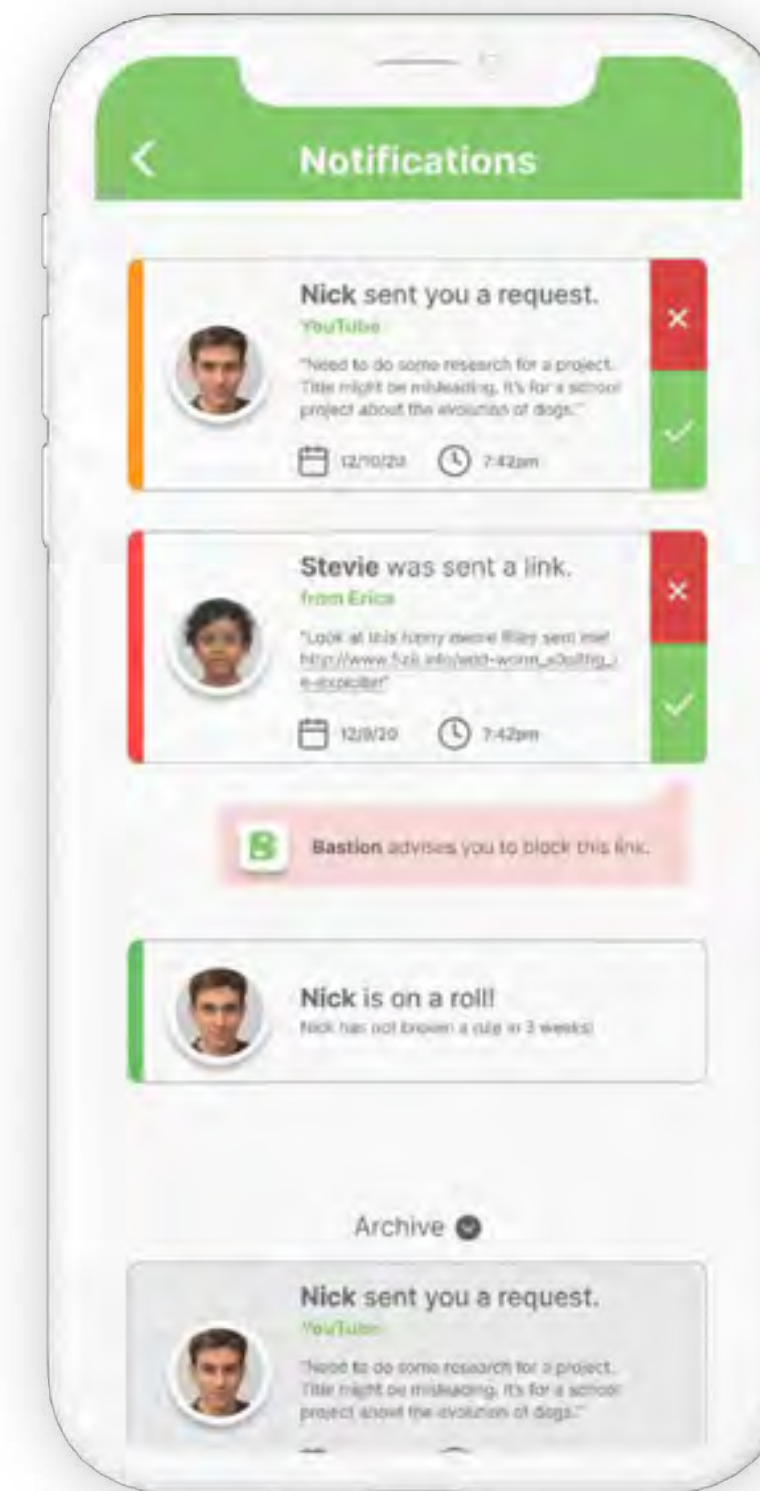 Notifications
Nick sent you a request.
YouTube
"Need to do some research for a project.
Title might be misleading. It's for a school
project about the evolution of dogs."
12/10/20 7:42pm
Stevie was sent a link.
from Erica
"Look at this funny meme Riley sent me!
12/9/20 7:42pm
B Bastion advises you to block this link.
Nick is on a roll!
Nick has not broken a rule in 3 weeks!
Archive
Nick sent you a request.
YouTube
"Need to do some research for a project.
Title might be misleading. It's for a school
project about the evolution of dogs."